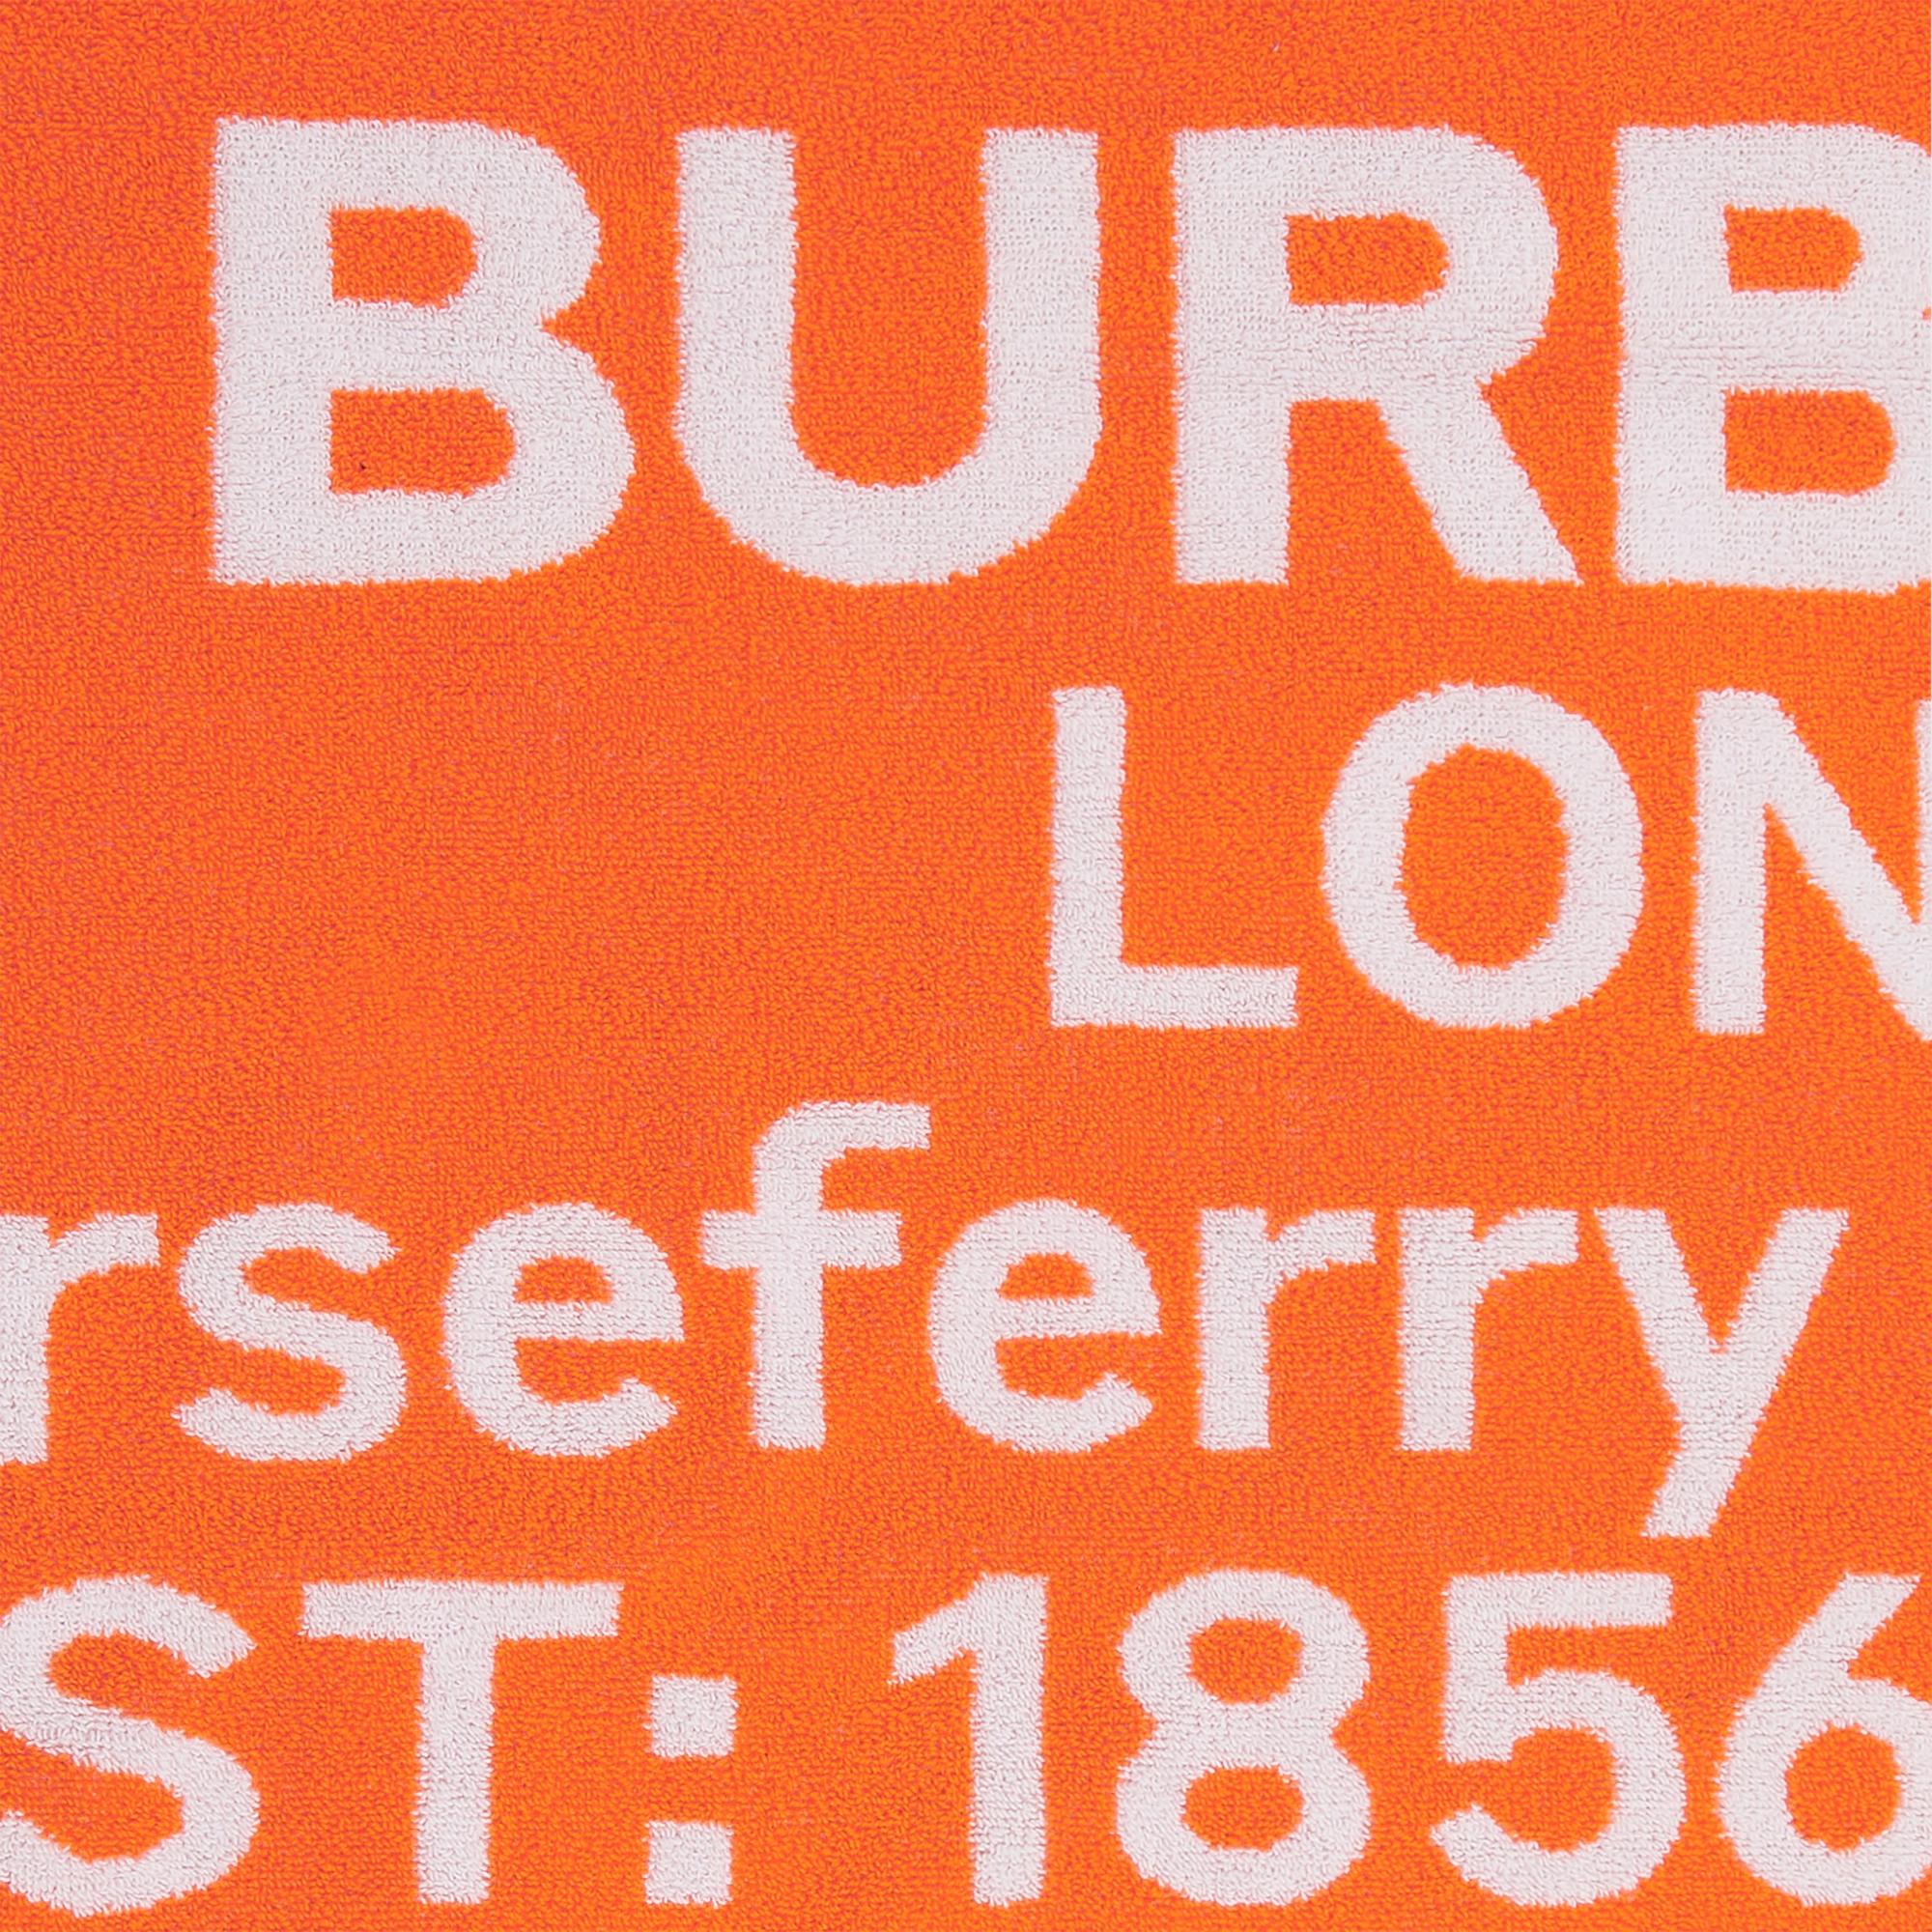 BURB
LON
rseferry
ST: 1856